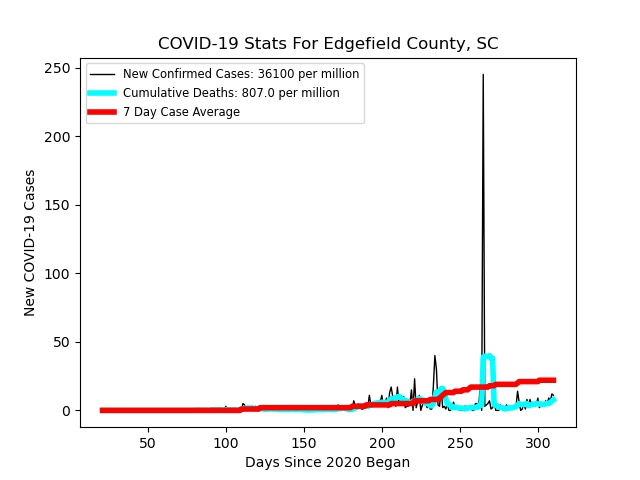 COVID-19 Stats For Edgefield County, SC
New Confirmed Cases: 36100 per million
Cumulative Deaths: 807.0 per million
7 Day Case Average
New COVID-19 Cases
250
200
150
100
50
0
50 100 150 200 250 300
Days Since 2020 Began